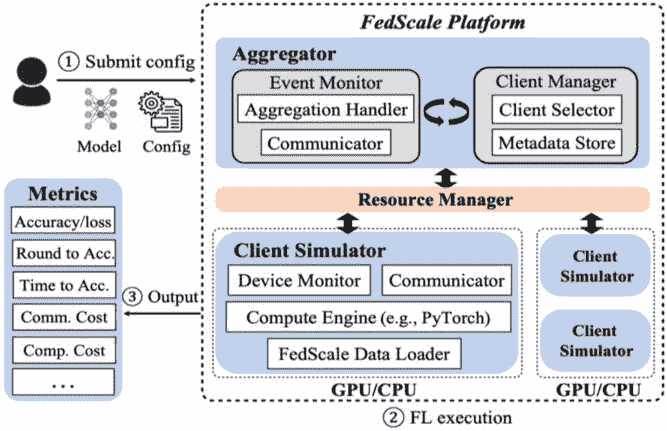 FedScale Platform
① Submit config
Model
Config
Aggregator
Event Monitor
Aggregation Handler
Communicator
Client Manager
Client Selector
Metadata Store
Resource Manager
Client Simulator
Device Monitor
Communicator
Compute Engine (e.g., PyTorch)
FedScale Data Loader
GPU/CPU
Client
Simulator
Client
Simulator
GPU/CPU
② FL execution
③ Output
Metrics
Accuracy/loss
Round to Acc.
Time to Acc.
Comm. Cost
Comp. Cost
...